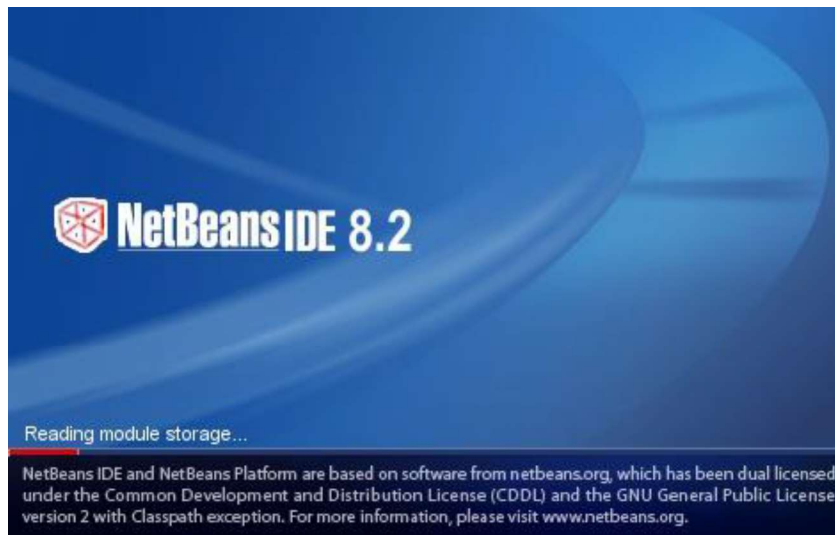 NetBeans IDE 8.2
Reading module storage...
NetBeans IDE and NetBeans Platform are based on software from netbeans.org, which has been dual licensed
under the Common Development and Distribution License (CDDL) and the GNU General Public License
version 2 with Classpath exception. For more information, please visit www.netbeans.org.